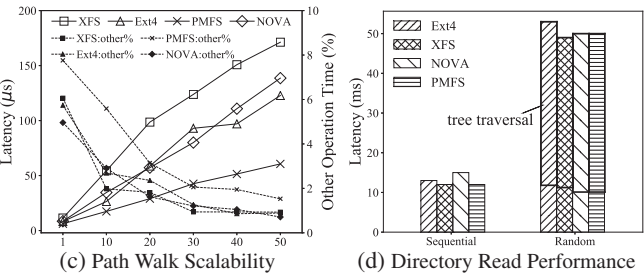 XFS Ext4 PMFS NOVA
XFS:other% PMFS:other%
Ext4:other% NOVA:other%
Latency (μs)
200
150
100
50
0
10
8
6
4
2
0
Other Operation Time (%)
1 10 20 30 40 50
(c) Path Walk Scalability
Latency (ms)
50
40
30
20
10
0
Ext4
XFS
NOVA
PMFS
tree traversal
Sequential Random
(d) Directory Read Performance